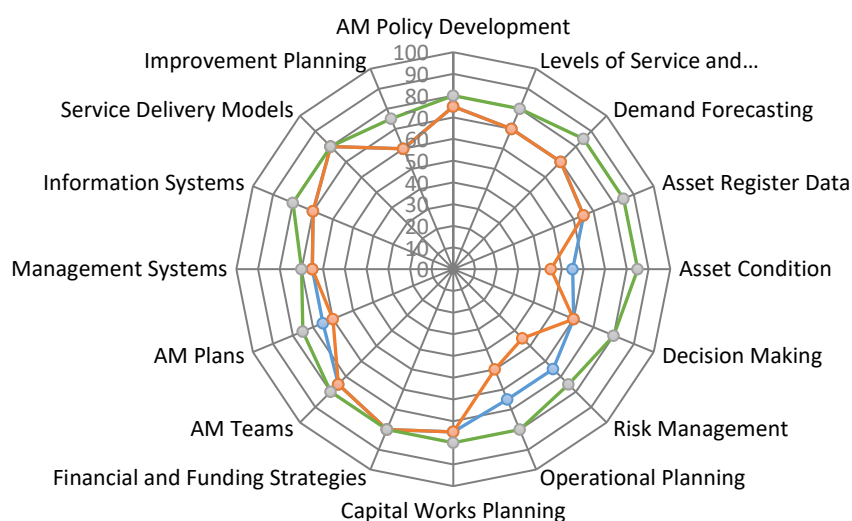 AM Policy Development
Levels of Service and…
Demand Forecasting
Asset Register Data
Asset Condition
Decision Making
Risk Management
Operational Planning
Capital Works Planning
Financial and Funding Strategies
AM Teams
AM Plans
Management Systems
Information Systems
Service Delivery Models
Improvement Planning
100
90
80
70
60
50
40
30
20
10
0